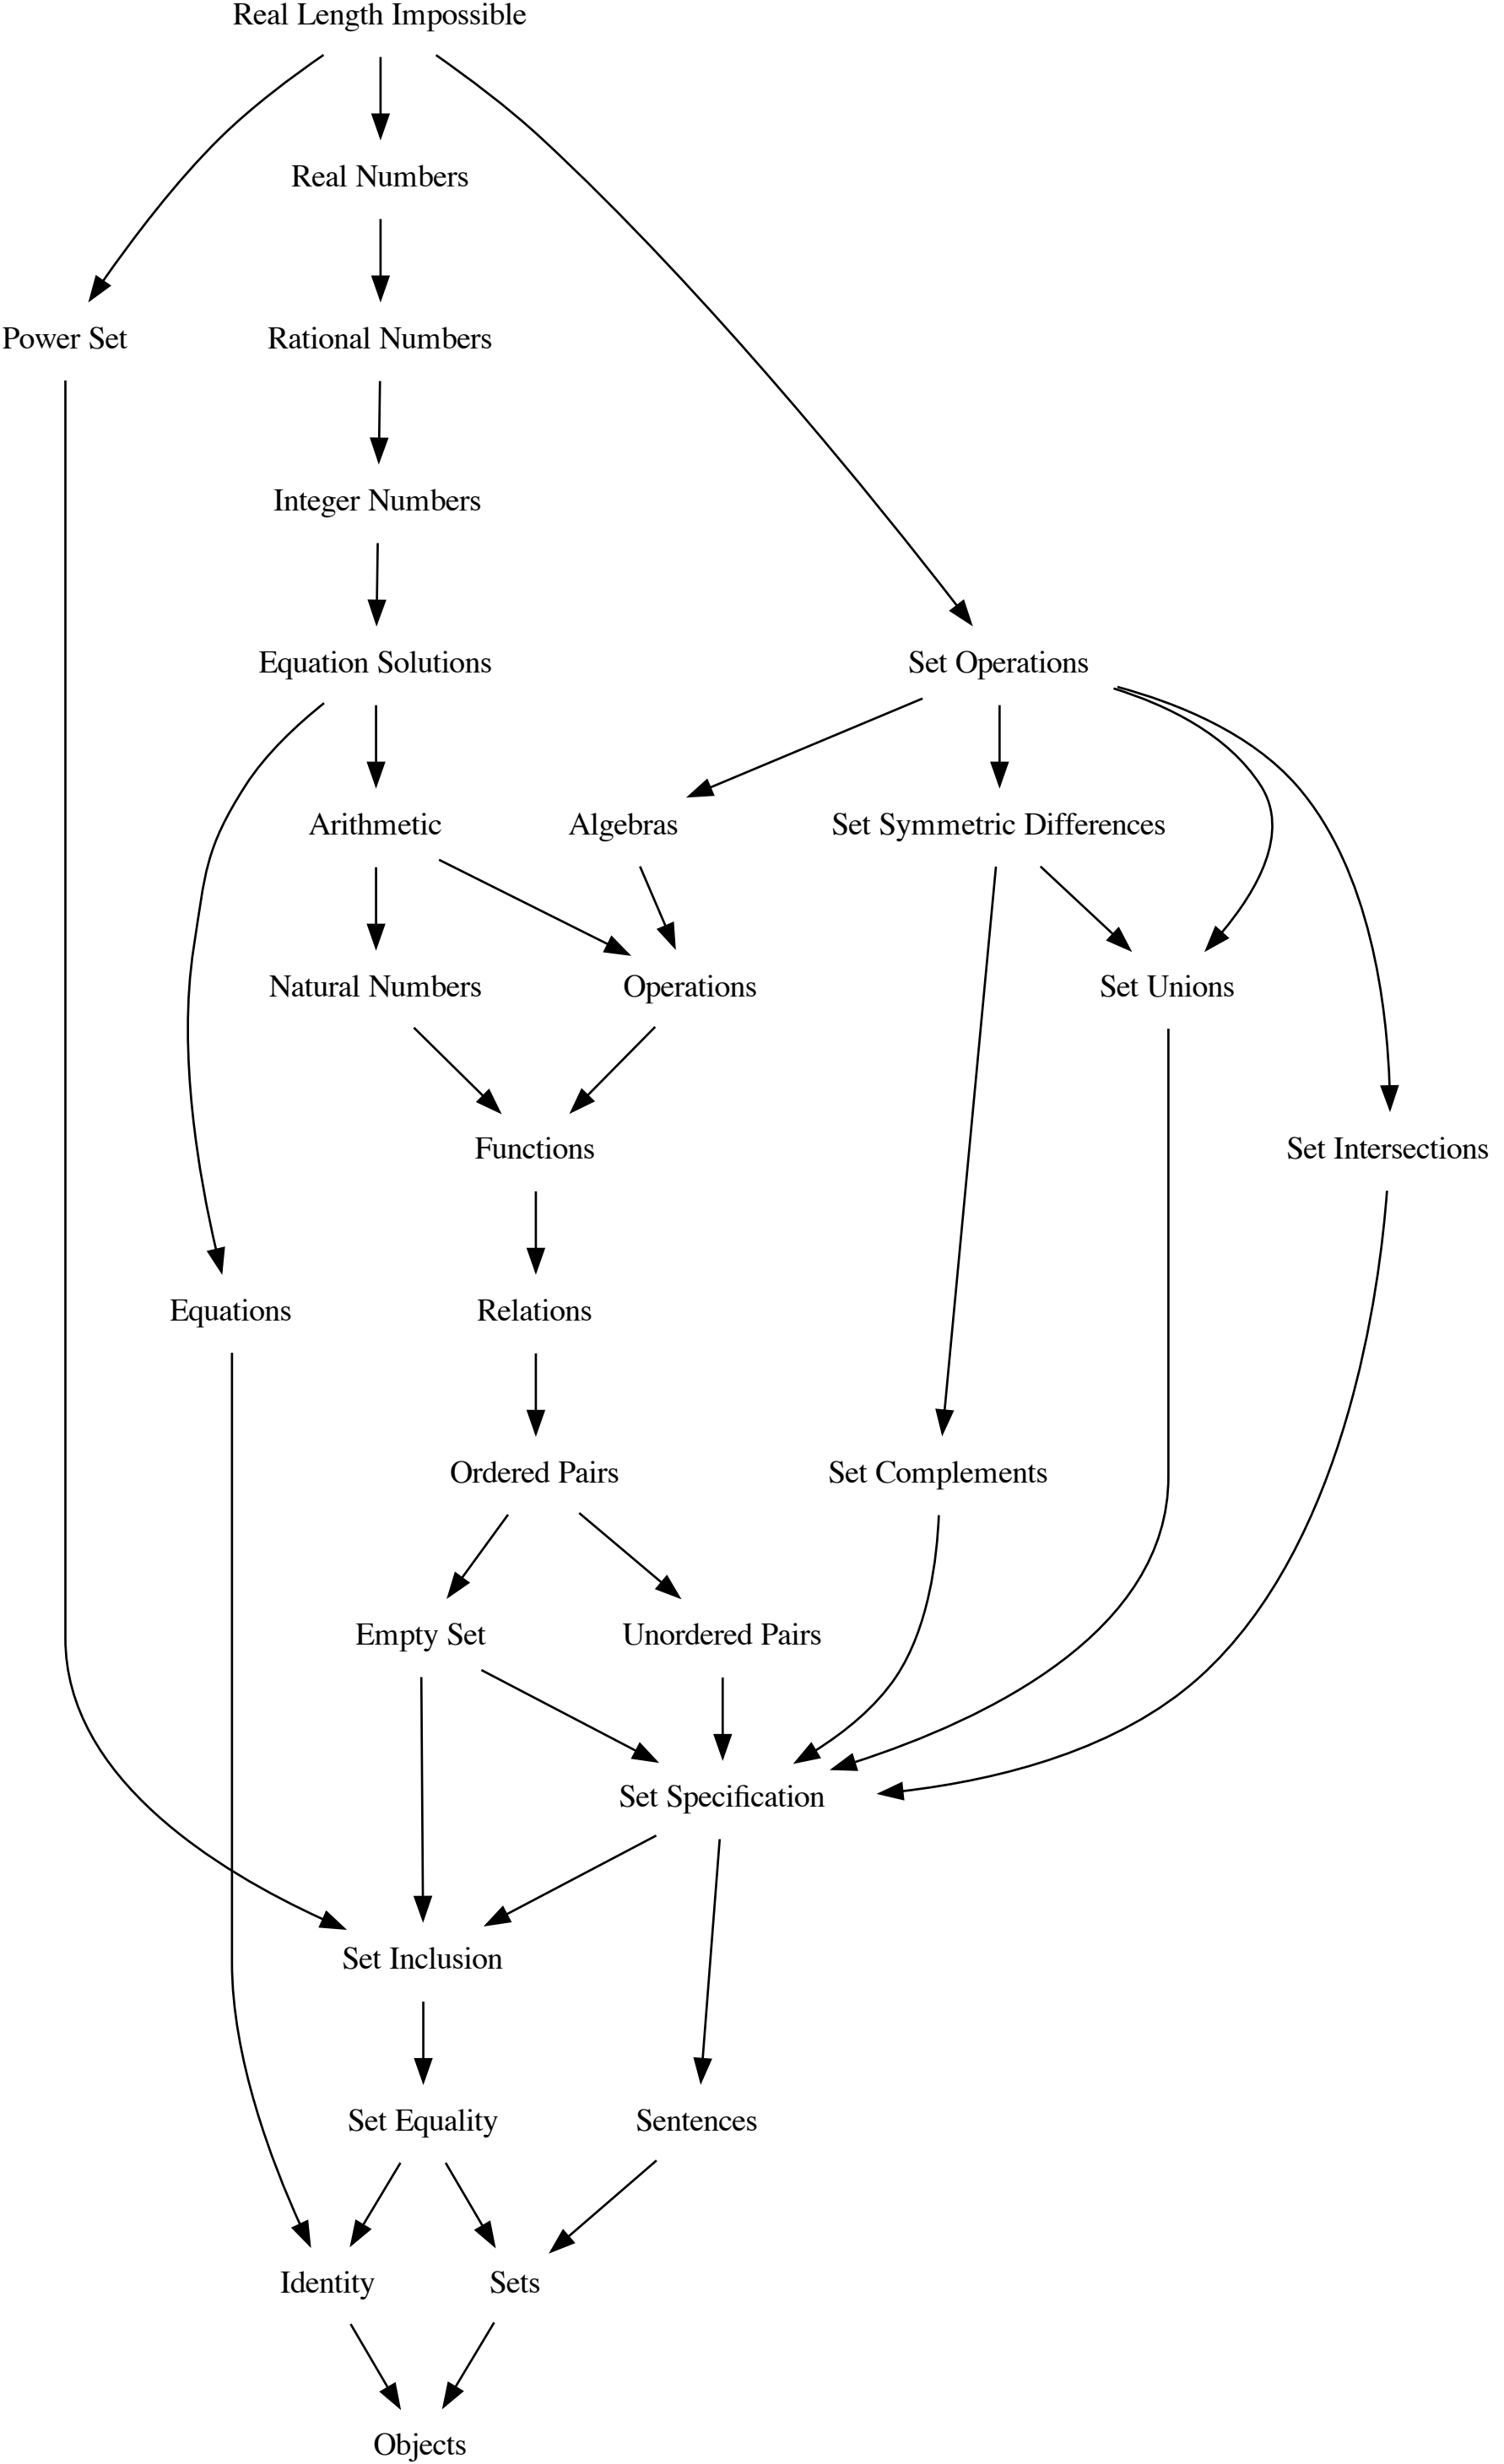 Real Length Impossible
Real Numbers
Power Set
Rational Numbers
Integer Numbers
Equation Solutions
Set Operations
Arithmetic
Algebras
Set Symmetric Differences
Natural Numbers
Operations
Set Unions
Functions
Set Intersections
Equations
Relations
Ordered Pairs
Set Complements
Empty Set
Unordered Pairs
Set Specification
Set Inclusion
Set Equality
Sentences
Identity
Sets
Objects